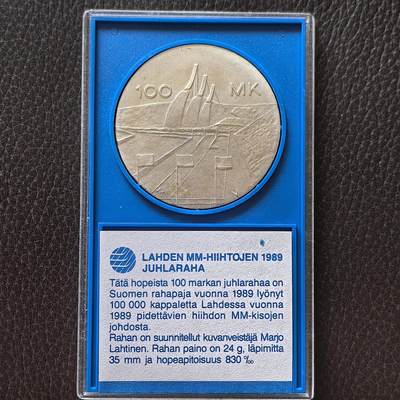 100 MK
LAHDEN MM-HIIHTOJEN 1989
JUHLARAHA
Tätä hopeista 100 markan juhlarahaa on
Suomen rahapaja vuonna 1989 lyönyt
100 000 kappaletta Lahdessa vuonna
1989 pidettävien hiihdon MM-kisojen
johdosta.
Rahan on suunnitellut kuvanveistäjä Marjo
Lahtinen. Rahan paino on 24 g, läpimitta
35 mm ja hopeapitoisuus 830 ‰